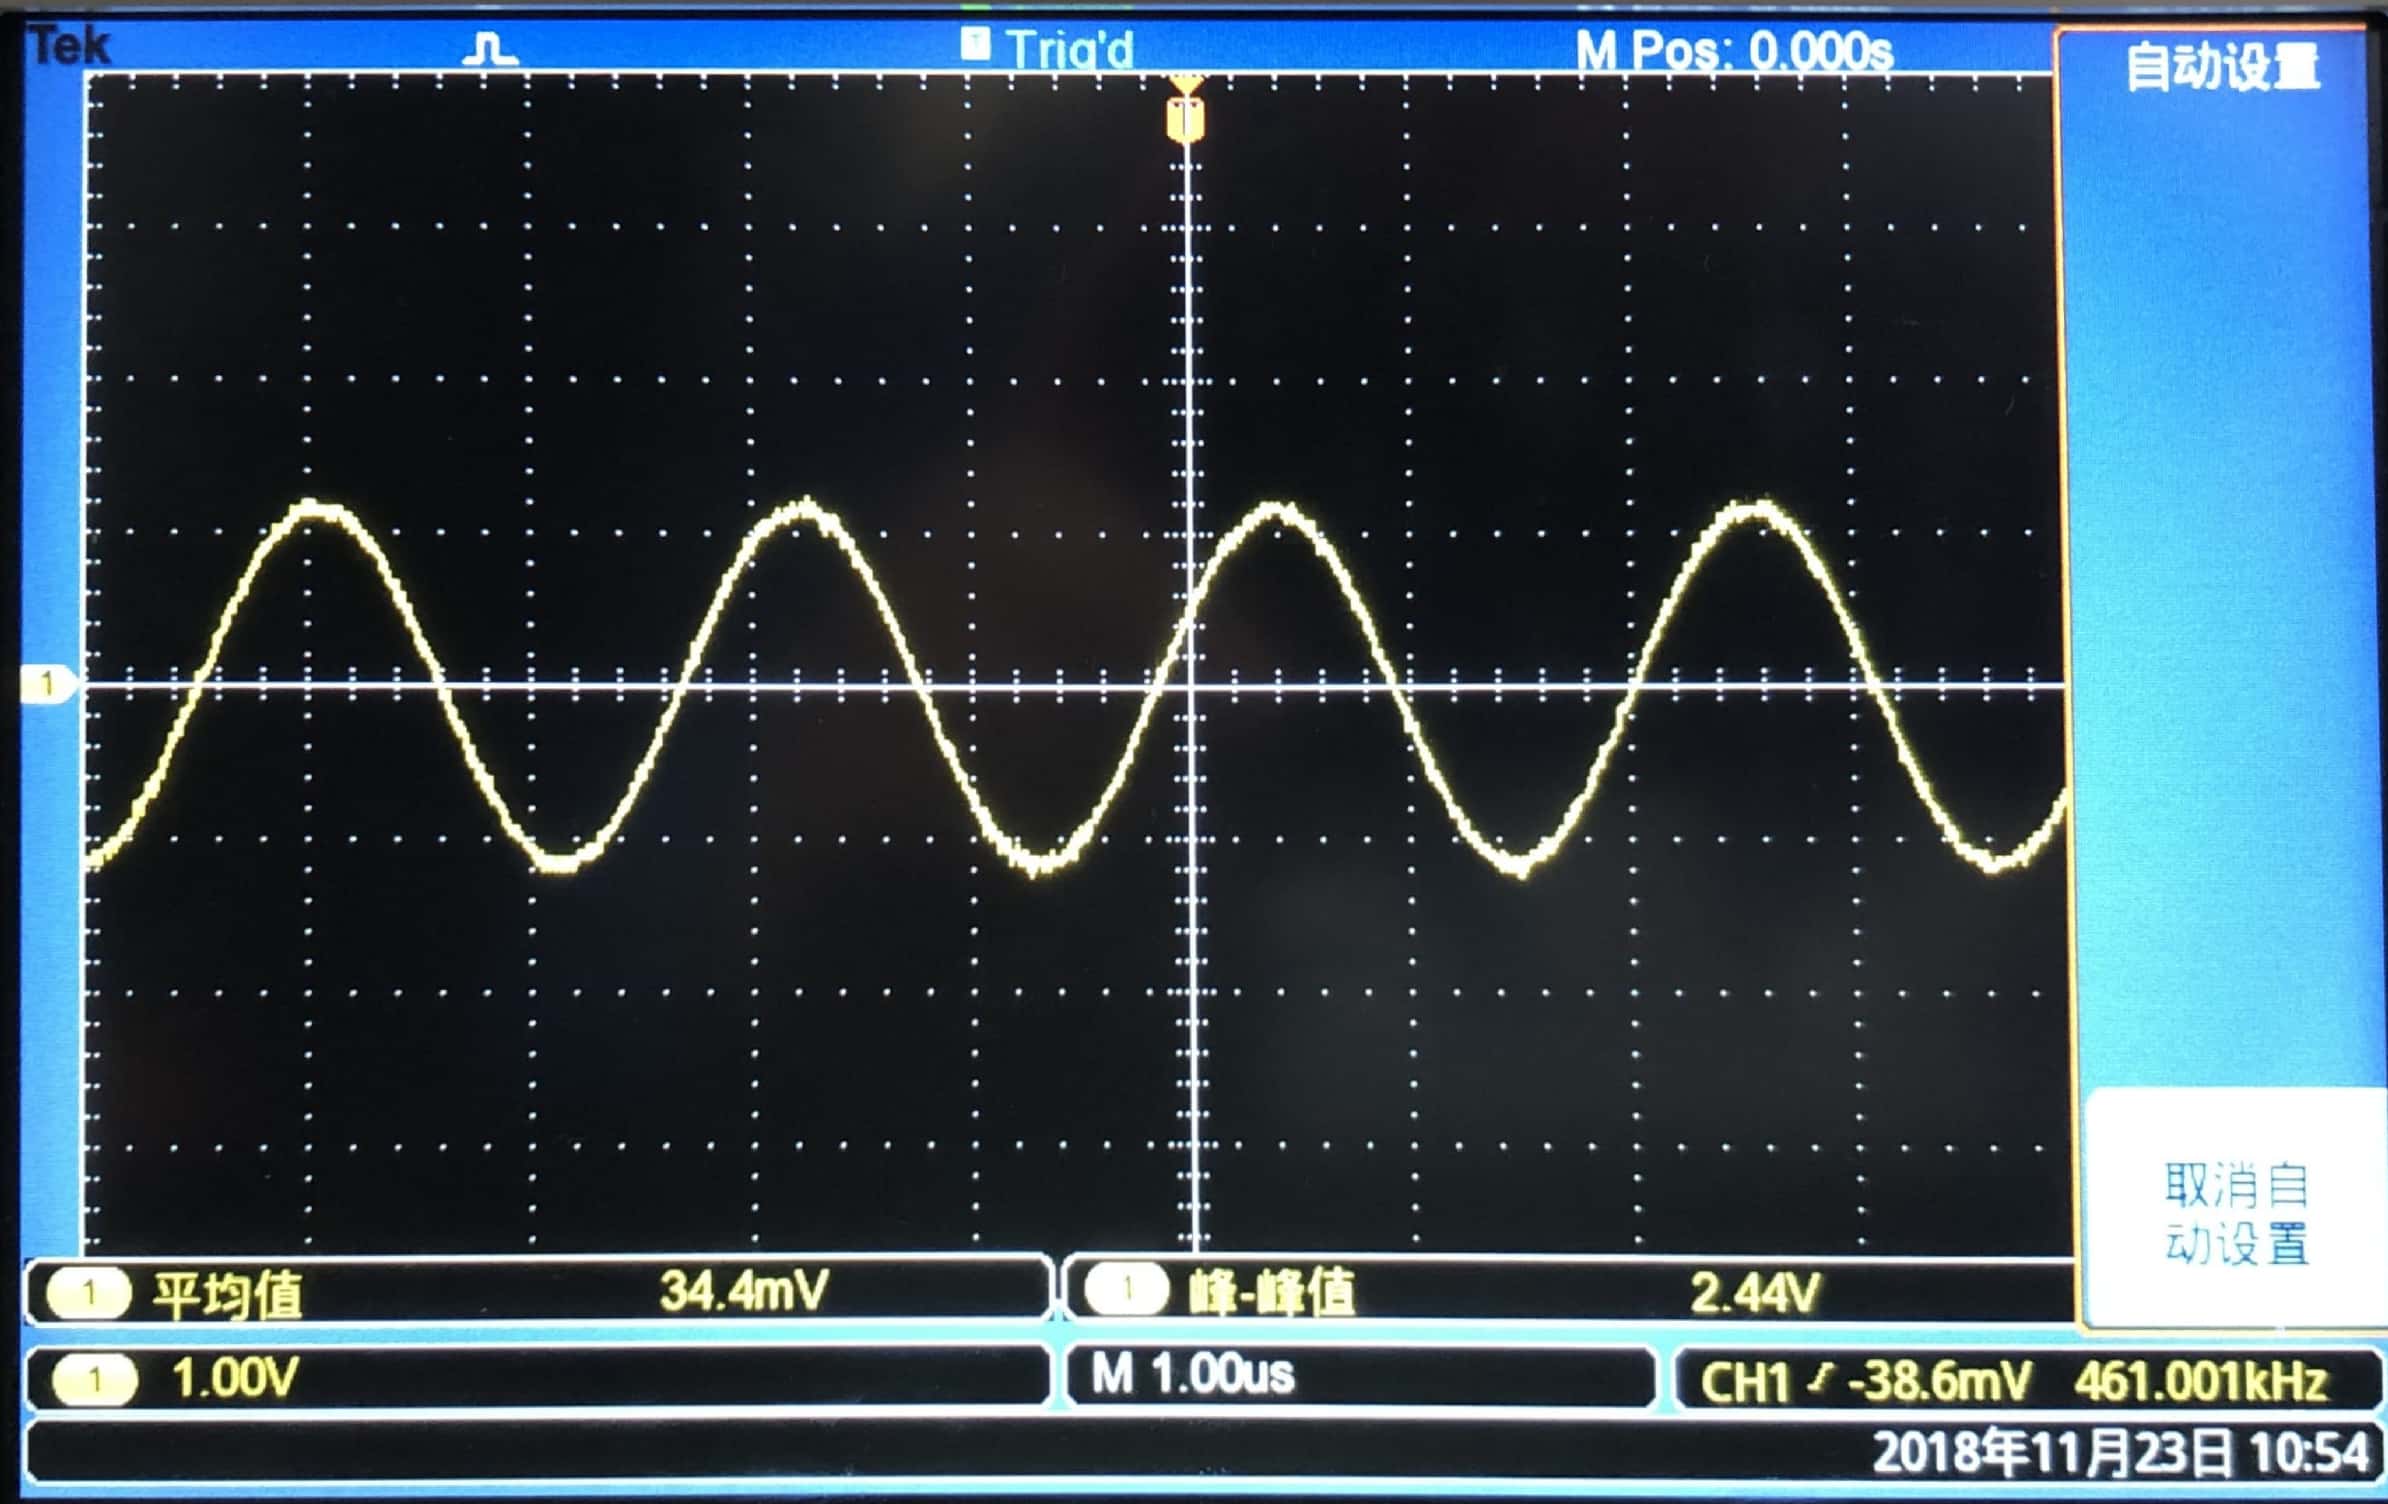 Tek
T Trig'd
M Pos: 0.000s
自动设置
T
1
取消自
动设置
1 平均值 34.4mV
1 峰-峰值 2.44V
1 1.00V
M 1.00us
CH1 -38.6mV 461.001kHz
2018年11月23日 10:54